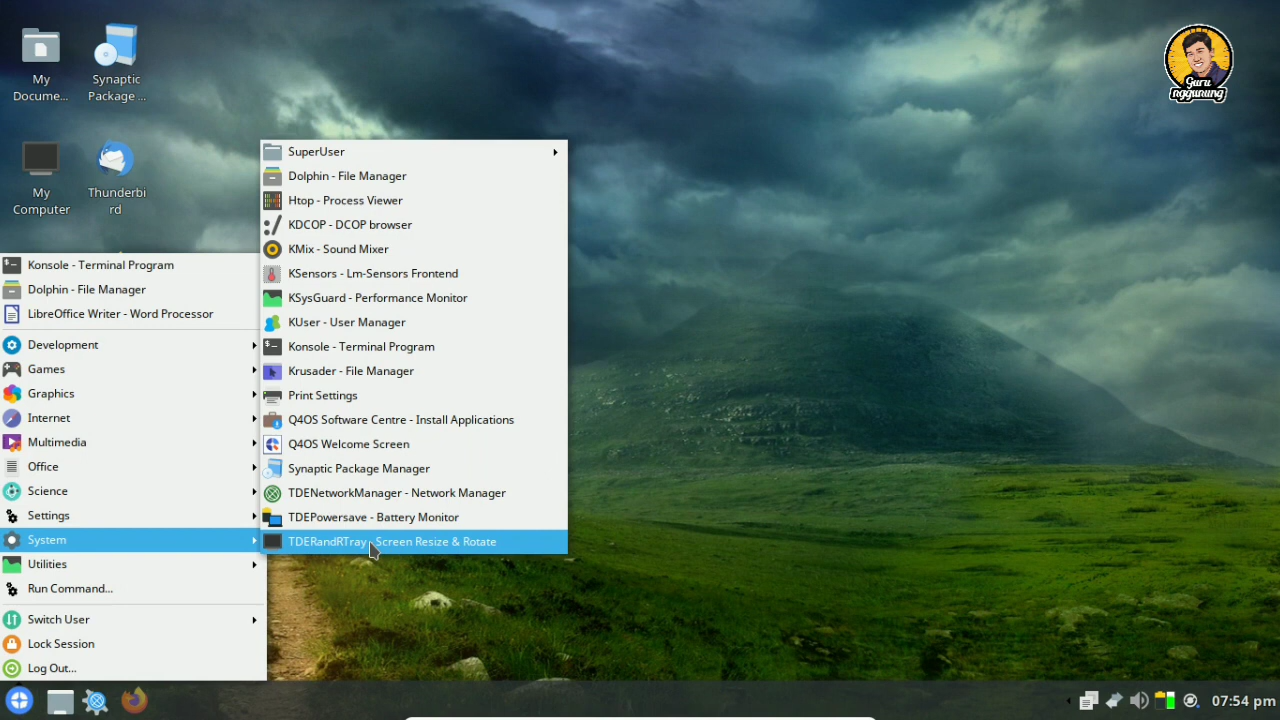 My
Docume...
Synaptic
Package ...
My
Computer
Thunderbi
rd
Guru
nggunung
Konsole - Terminal Program
Dolphin - File Manager
LibreOffice Writer - Word Processor
Development
Games
Graphics
Internet
Multimedia
Office
Science
Settings
System
Utilities
Run Command...
Switch User
Lock Session
Log Out...
SuperUser
Dolphin - File Manager
Htop - Process Viewer
KDCOP - DCOP browser
KMix - Sound Mixer
KSensors - Lm-Sensors Frontend
KSysGuard - Performance Monitor
KUser - User Manager
Konsole - Terminal Program
Krusader - File Manager
Print Settings
Q4OS Software Centre - Install Applications
Q4OS Welcome Screen
Synaptic Package Manager
TDENetworkManager - Network Manager
TDEPowersave - Battery Monitor
TDERandRTray - Screen Resize & Rotate
07:54 pm